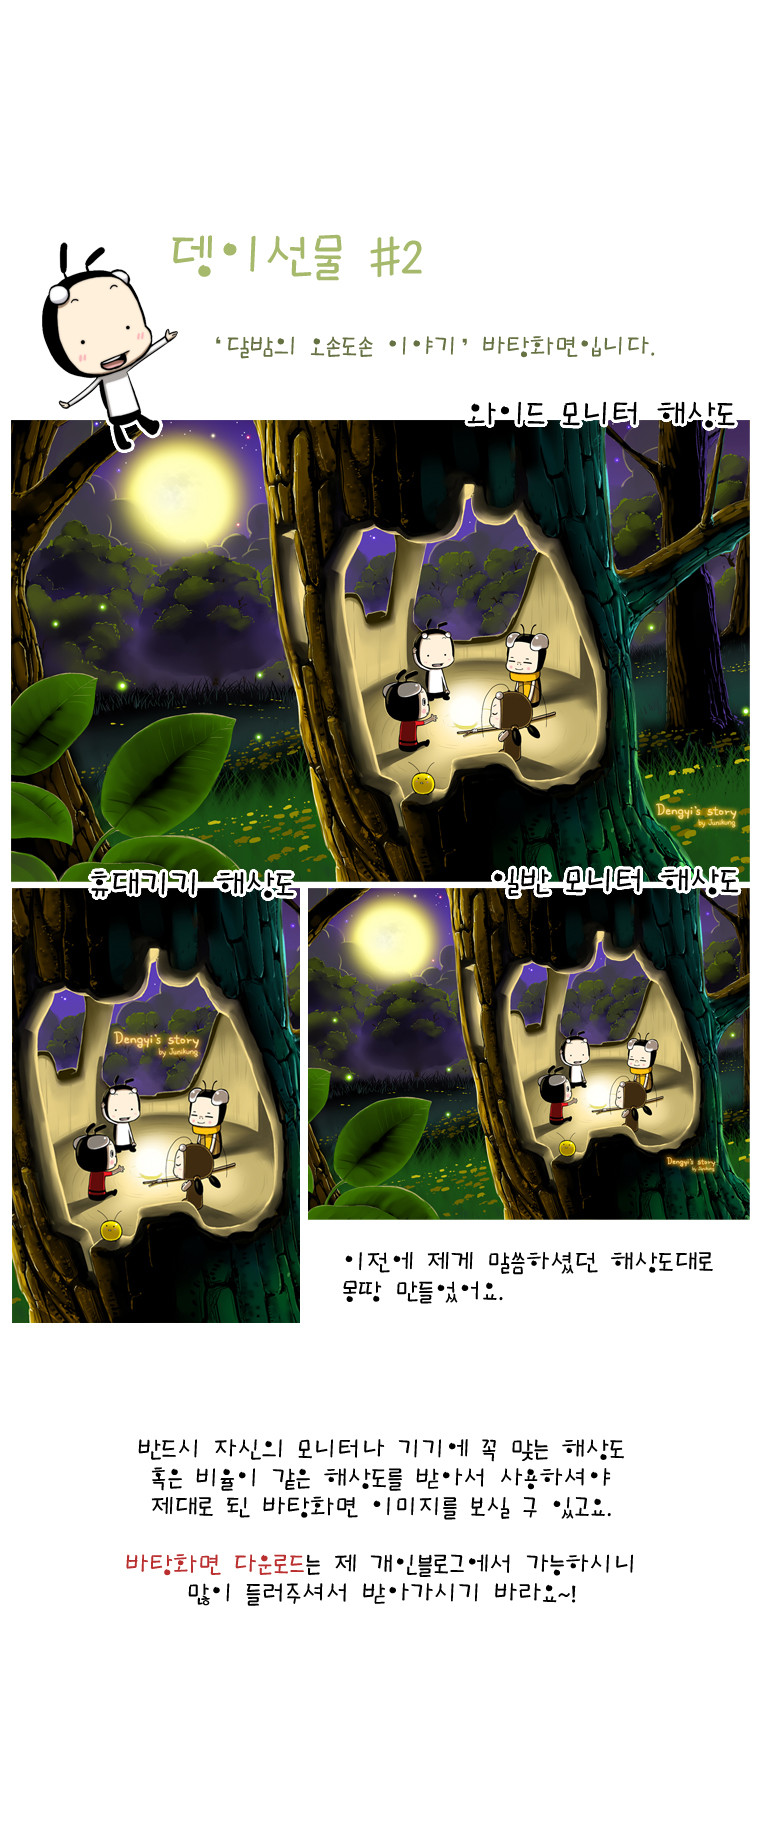 뎅이선물 #2
'달밤의 오손도손 이야기' 바탕화면입니다.
와이드 모니터 해상도
Dengyi's story
by Junikung
휴대기기 해상도
일반 모니터 해상도
Dengyi's story
by Junikung
Dengyi's story
by Junikung
이전에 제게 말씀하셨던 해상도대로
몽땅 만들었어요.
반드시 자신의 모니터나 기기에 꼭 맞는 해상도
혹은 비율이 같은 해상도를 받아서 사용하셔야
제대로 된 바탕화면 이미지를 보실 구 있고요.
바탕화면 다운로드는 제 개인블로그에서 가능하시니
많이 들러주셔서 받아가시기 바라요~!